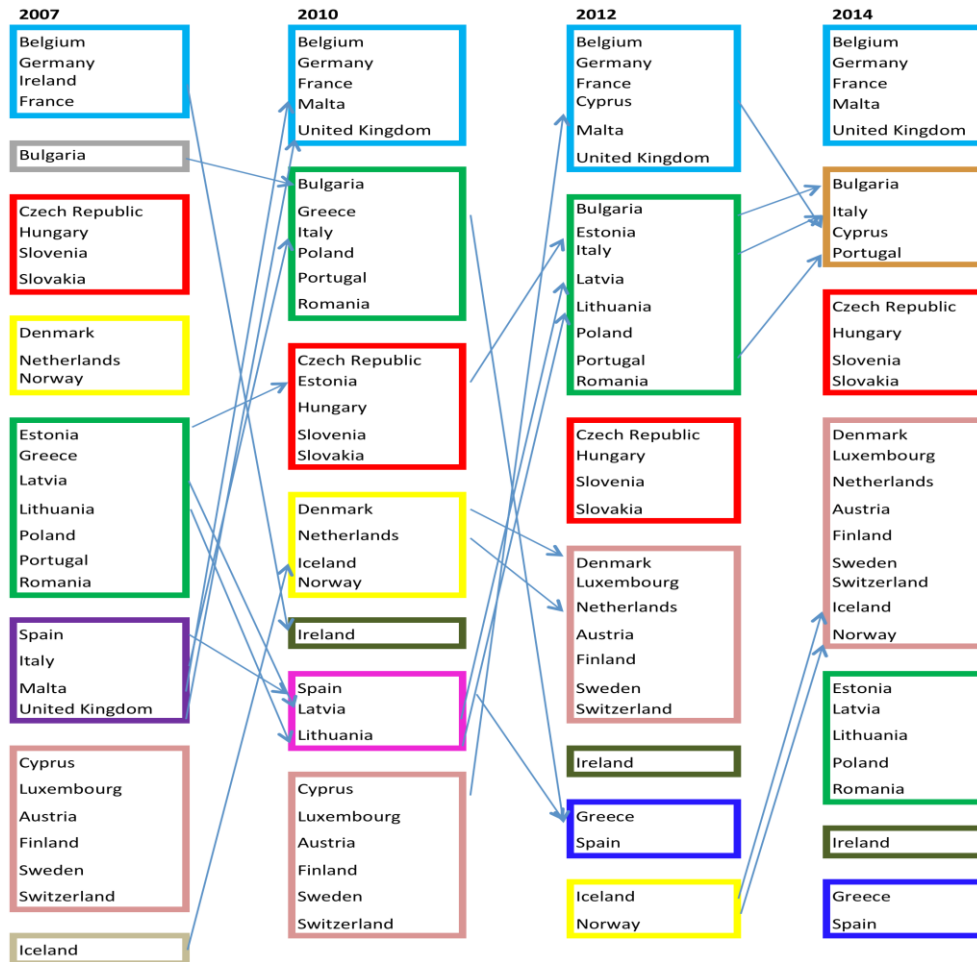 2007
Belgium
Germany
Ireland
France
Bulgaria
Czech Republic
Hungary
Slovenia
Slovakia
Denmark
Netherlands
Norway
Estonia
Greece
Latvia
Lithuania
Poland
Portugal
Romania
Spain
Italy
Malta
United Kingdom
Cyprus
Luxembourg
Austria
Finland
Sweden
Switzerland
Iceland
2010
Belgium
Germany
France
Malta
United Kingdom
Bulgaria
Greece
Italy
Poland
Portugal
Romania
Czech Republic
Estonia
Hungary
Slovenia
Slovakia
Denmark
Netherlands
Iceland
Norway
Ireland
Spain
Latvia
Lithuania
Cyprus
Luxembourg
Austria
Finland
Sweden
Switzerland
2012
Belgium
Germany
France
Cyprus
Malta
United Kingdom
Bulgaria
Estonia
Italy
Latvia
Lithuania
Poland
Portugal
Romania
Czech Republic
Hungary
Slovenia
Slovakia
Denmark
Luxembourg
Netherlands
Austria
Finland
Sweden
Switzerland
Ireland
Greece
Spain
Iceland
Norway
2014
Belgium
Germany
France
Malta
United Kingdom
Bulgaria
Italy
Cyprus
Portugal
Czech Republic
Hungary
Slovenia
Slovakia
Denmark
Luxembourg
Netherlands
Austria
Finland
Sweden
Switzerland
Iceland
Norway
Estonia
Latvia
Lithuania
Poland
Romania
Ireland
Greece
Spain